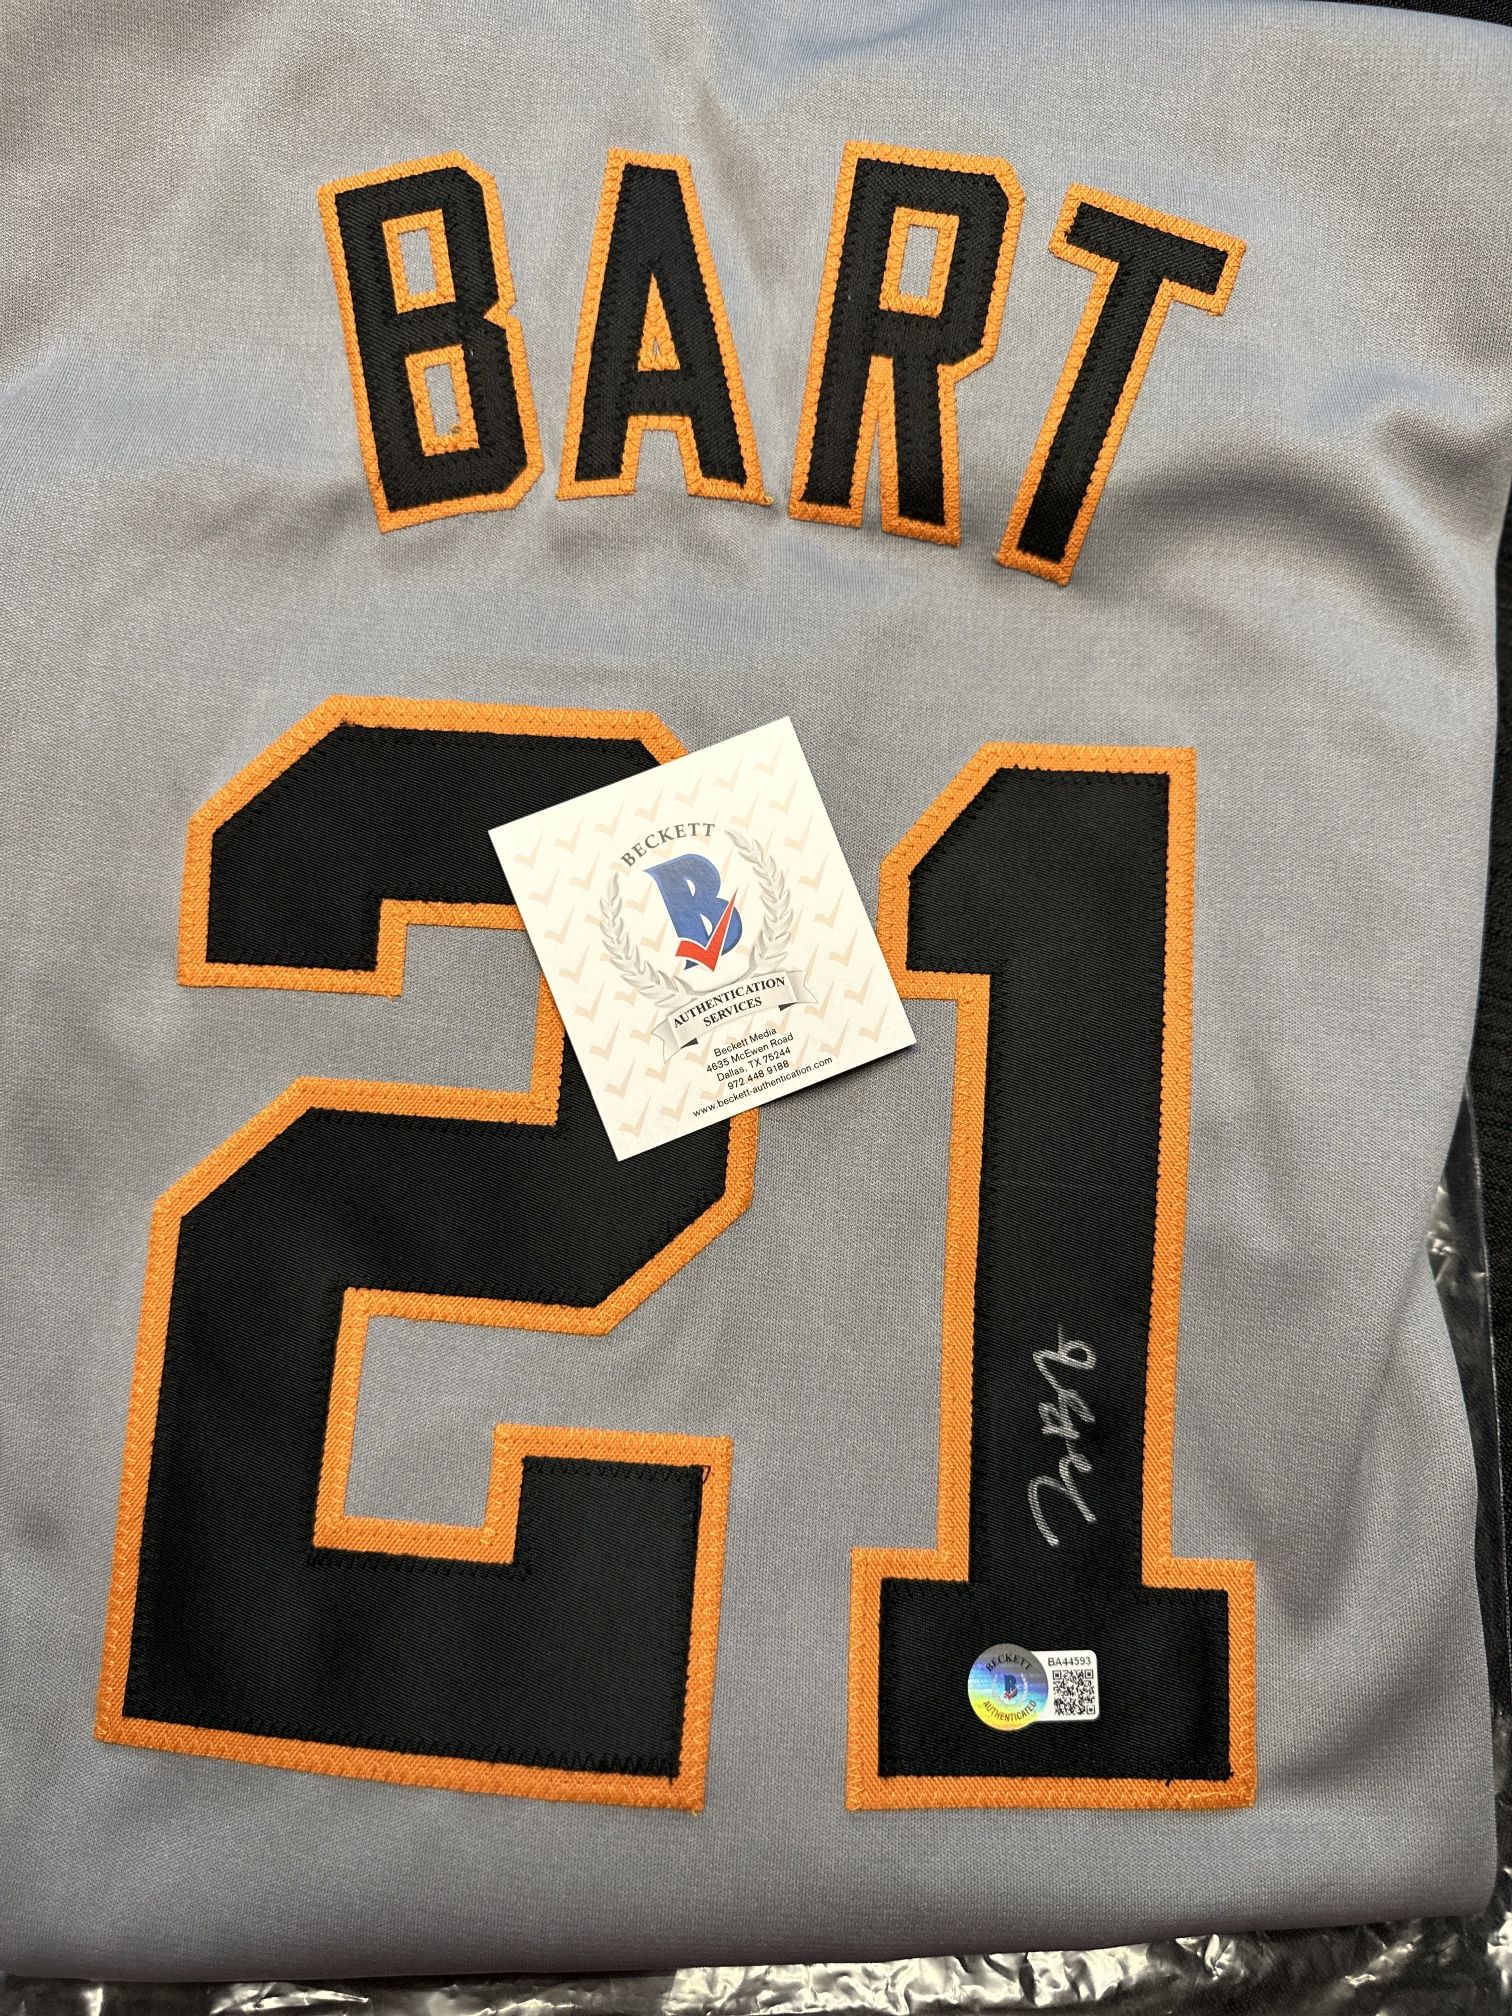 BART
21
BECKETT
B
AUTHENTICATION
SERVICES
Beckett Media
4635 McEwen Road
Dallas, TX 75244
972 448 9188
www.beckett-authentication.com
BECKETT
B
AUTHENTICATED
BA44593